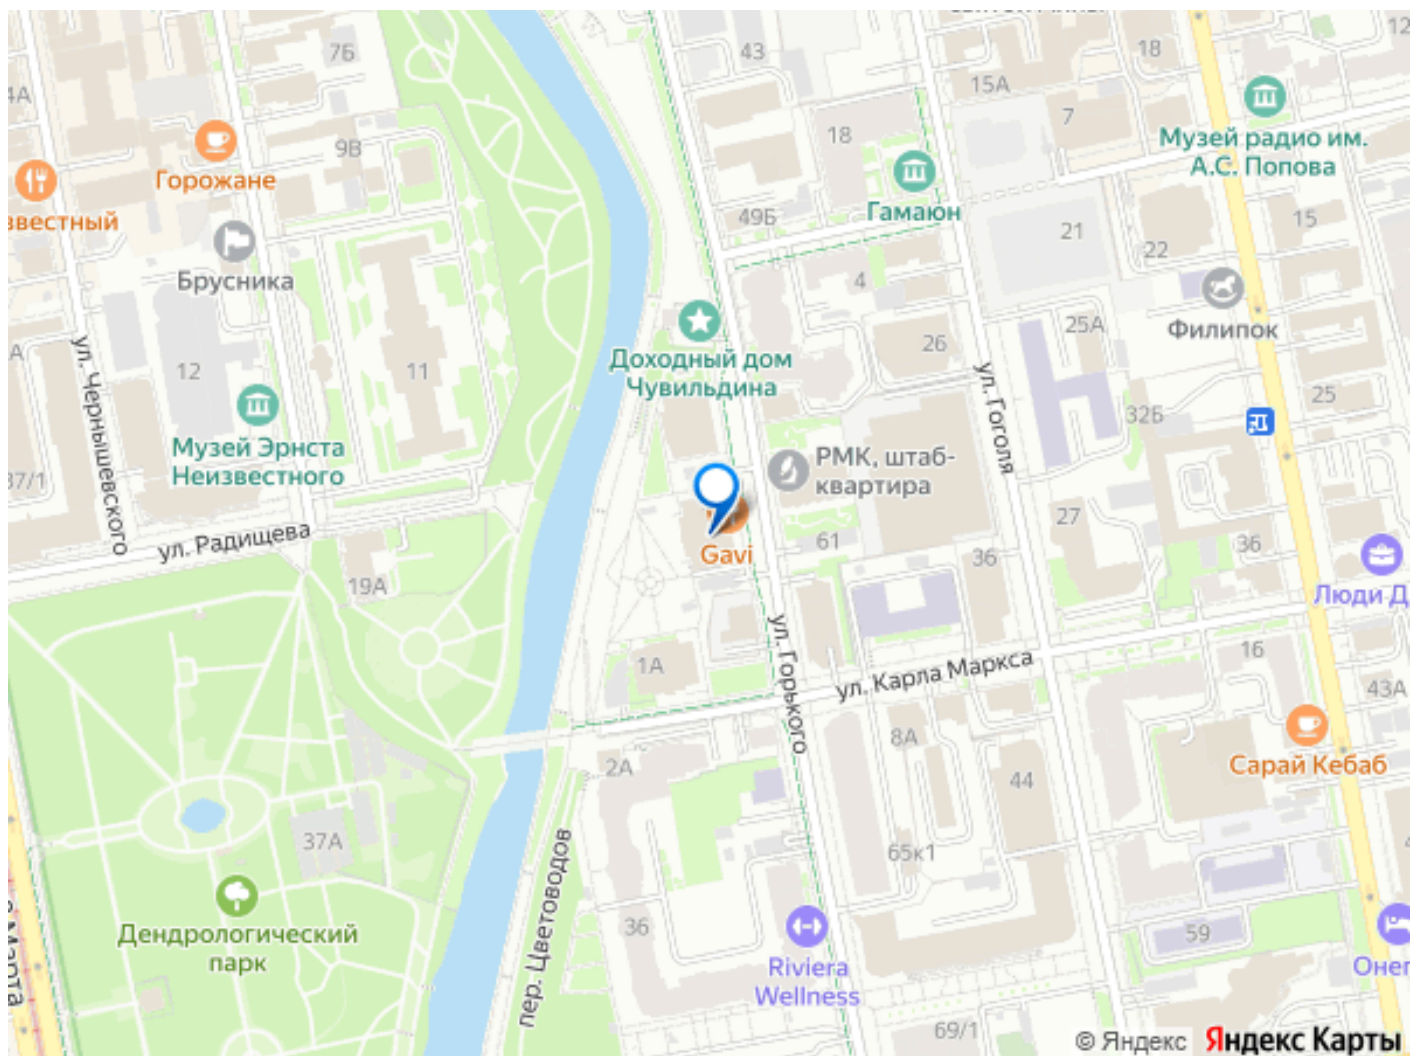 43
18
12
15А
7Б
4А
7
Музей радио им.
А.С. Попова
18
9В
Горожане
звестный
Гамаюн
49Б
15
21
22
Брусника
4
25А
Филипок
26
Доходный дом
Чувильдина
ул. Чернышевского
12
11
ул. Гоголя
25
32Б
Музей Эрнста
Неизвестного
РМК, штаб-
квартира
37/1
ул. Радищева
27
61
36
36
Gavi
19А
Люди Д
ул. Горького
16
1А
ул. Карла Маркса
43А
8А
2А
Сарай Кебаб
44
37А
65к1
пер. Цветоводов
Дендрологический
парк
36
59
Riviera
Wellness
Онег
69/1
© Яндекс
Яндекс Карты